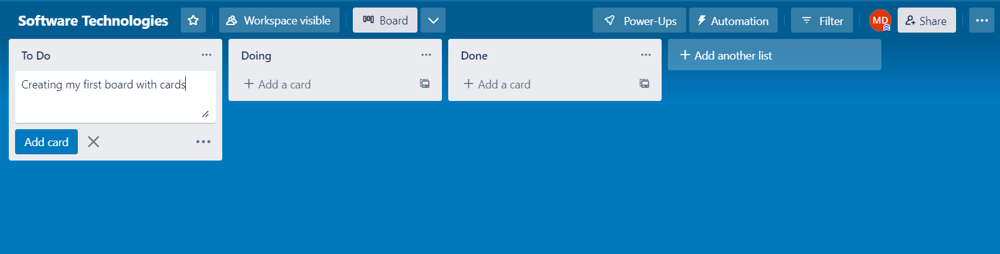 Software Technologies
Workspace visible
Board
Power-Ups
Automation
Filter
MD
Share
To Do
Creating my first board with cards
Add card
Doing
Add a card
Done
Add a card
Add another list